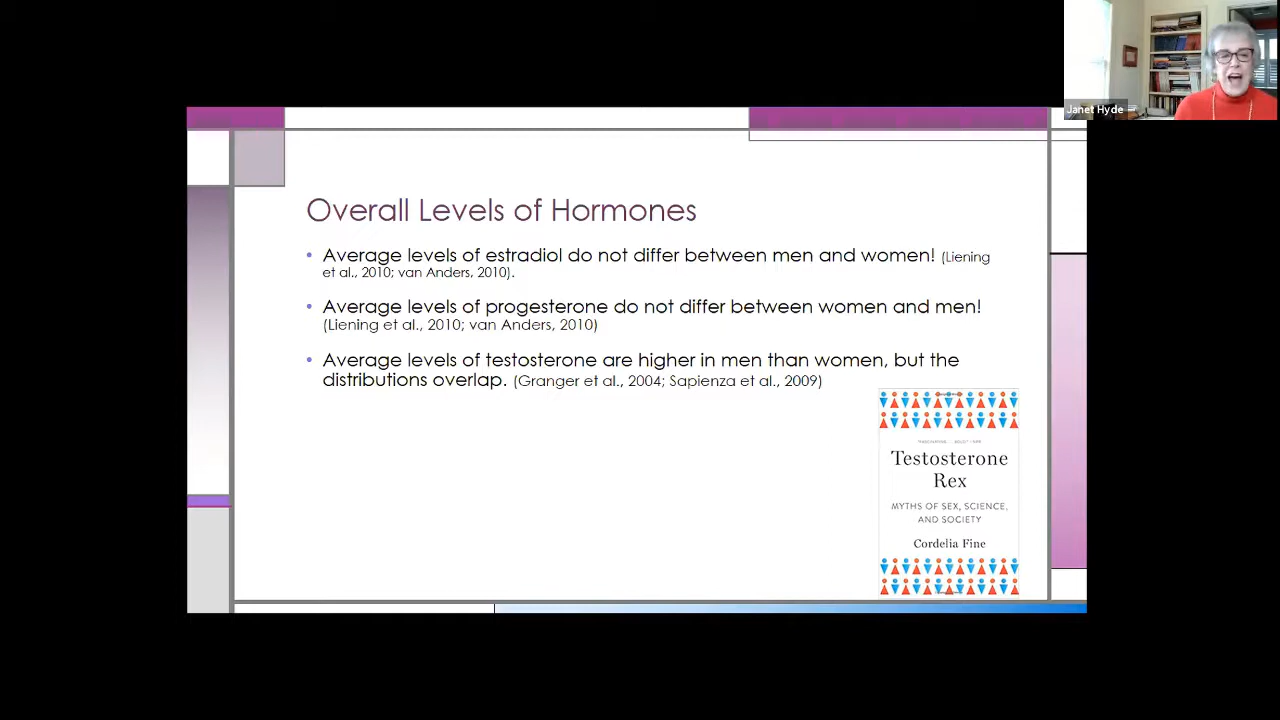 Janet Hyde
Overall Levels of Hormones
• Average levels of estradiol do not differ between men and women! (Liening
et al., 2010; van Anders, 2010).
• Average levels of progesterone do not differ between women and men!
(Liening et al., 2010; van Anders, 2010)
• Average levels of testosterone are higher in men than women, but the
distributions overlap. (Granger et al., 2004; Sapienza et al., 2009)
Testosterone
Rex
MYTHS OF SEX, SCIENCE,
AND SOCIETY
Cordelia Fine